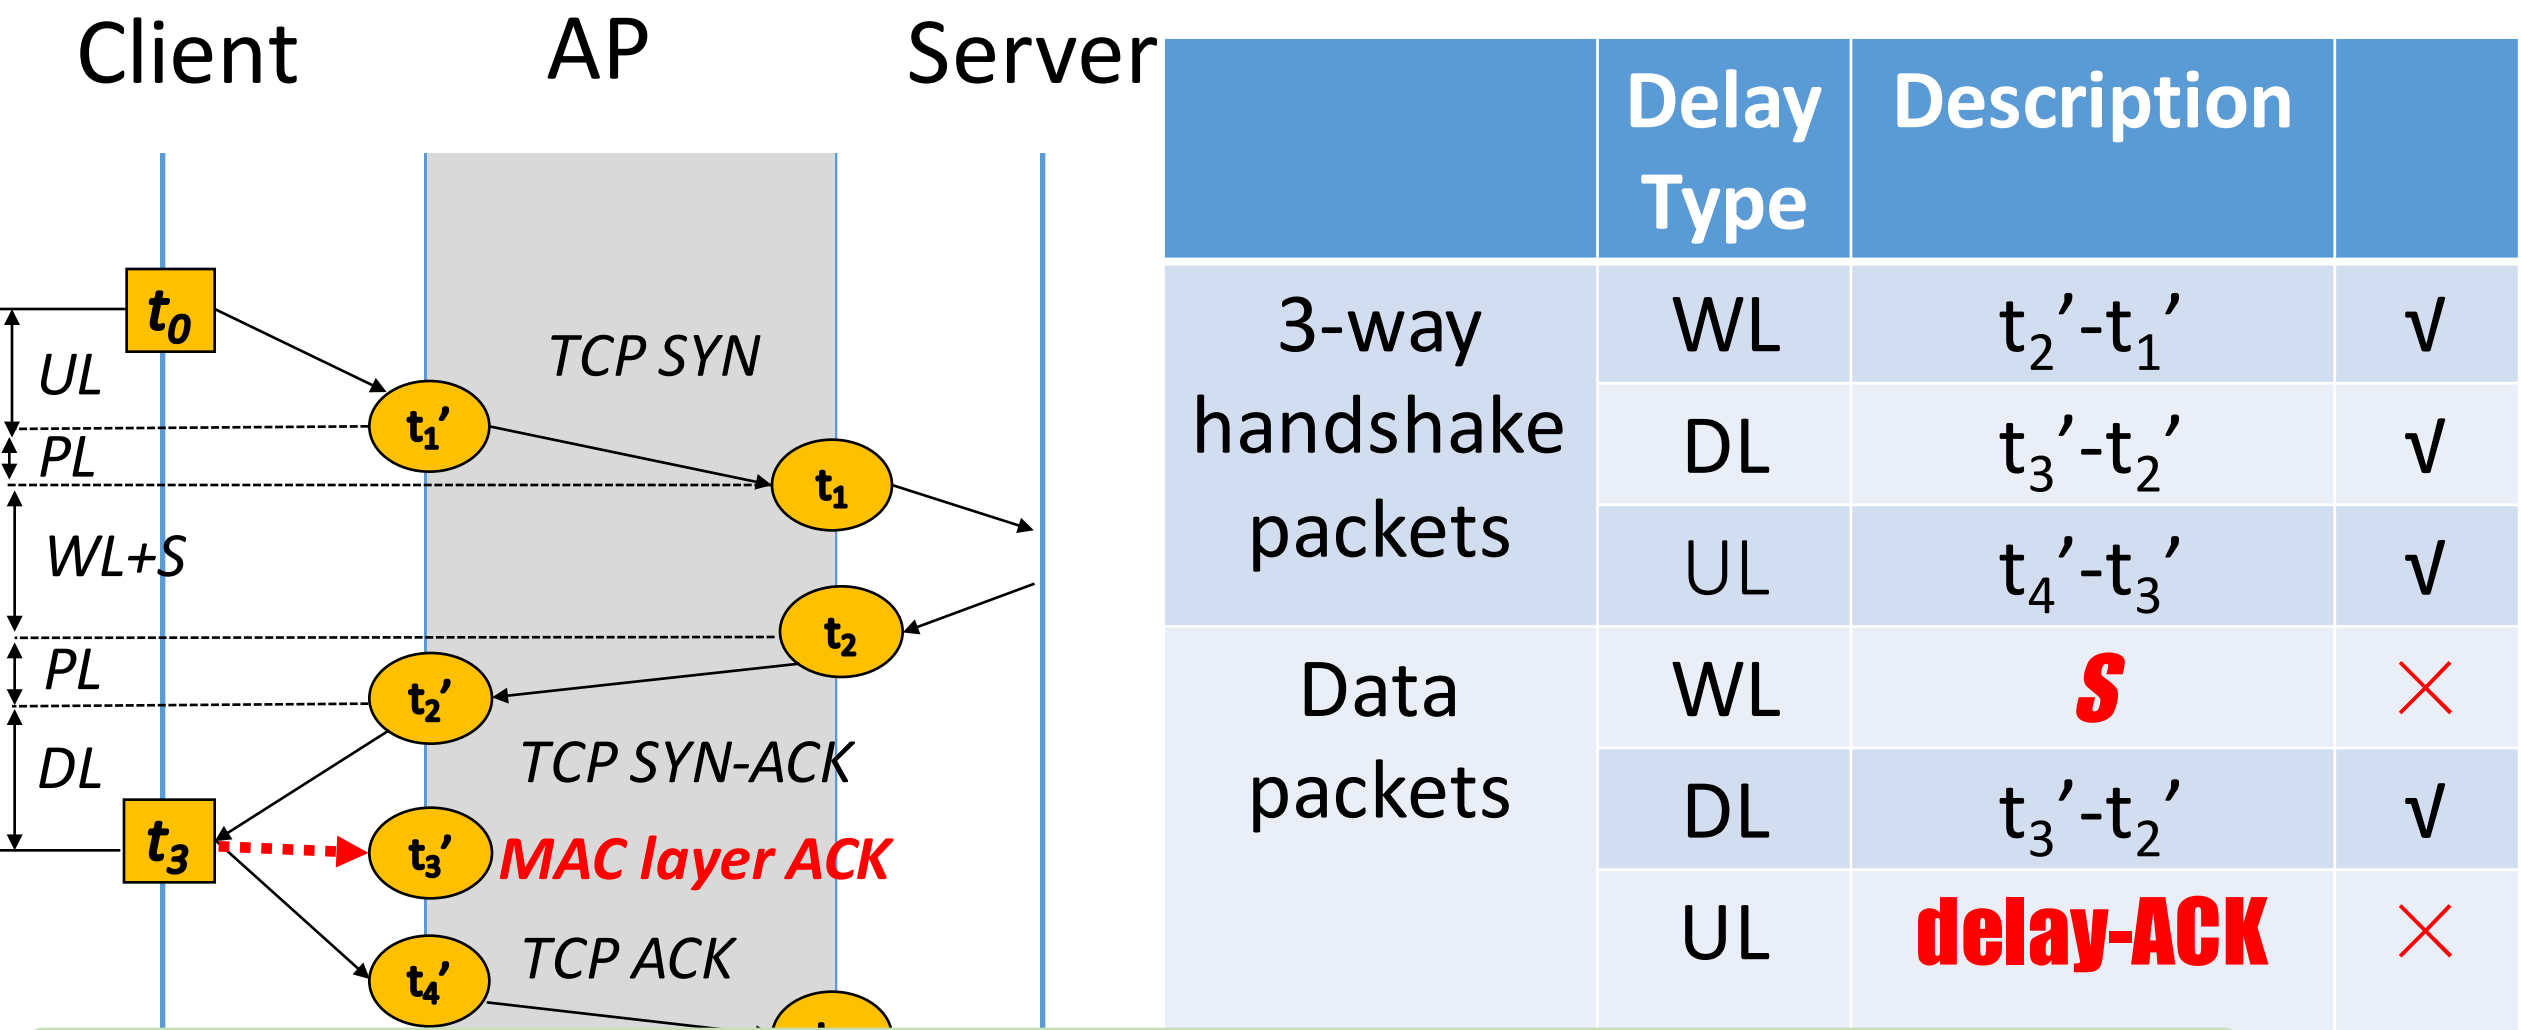 Client AP Server
t0
UL
TCP SYN
t1’
PL
t1
WL+S
t2
PL
t2’
DL
TCP SYN-ACK
t3
t3’
MAC layer ACK
TCP ACK
t4’
Delay Type Description
3-way handshake packets
WL t2’-t1’ √
DL t3’-t2’ √
UL t4’-t3’ √
Data packets
WL S ×
DL t3’-t2’ √
UL delay-ACK ×